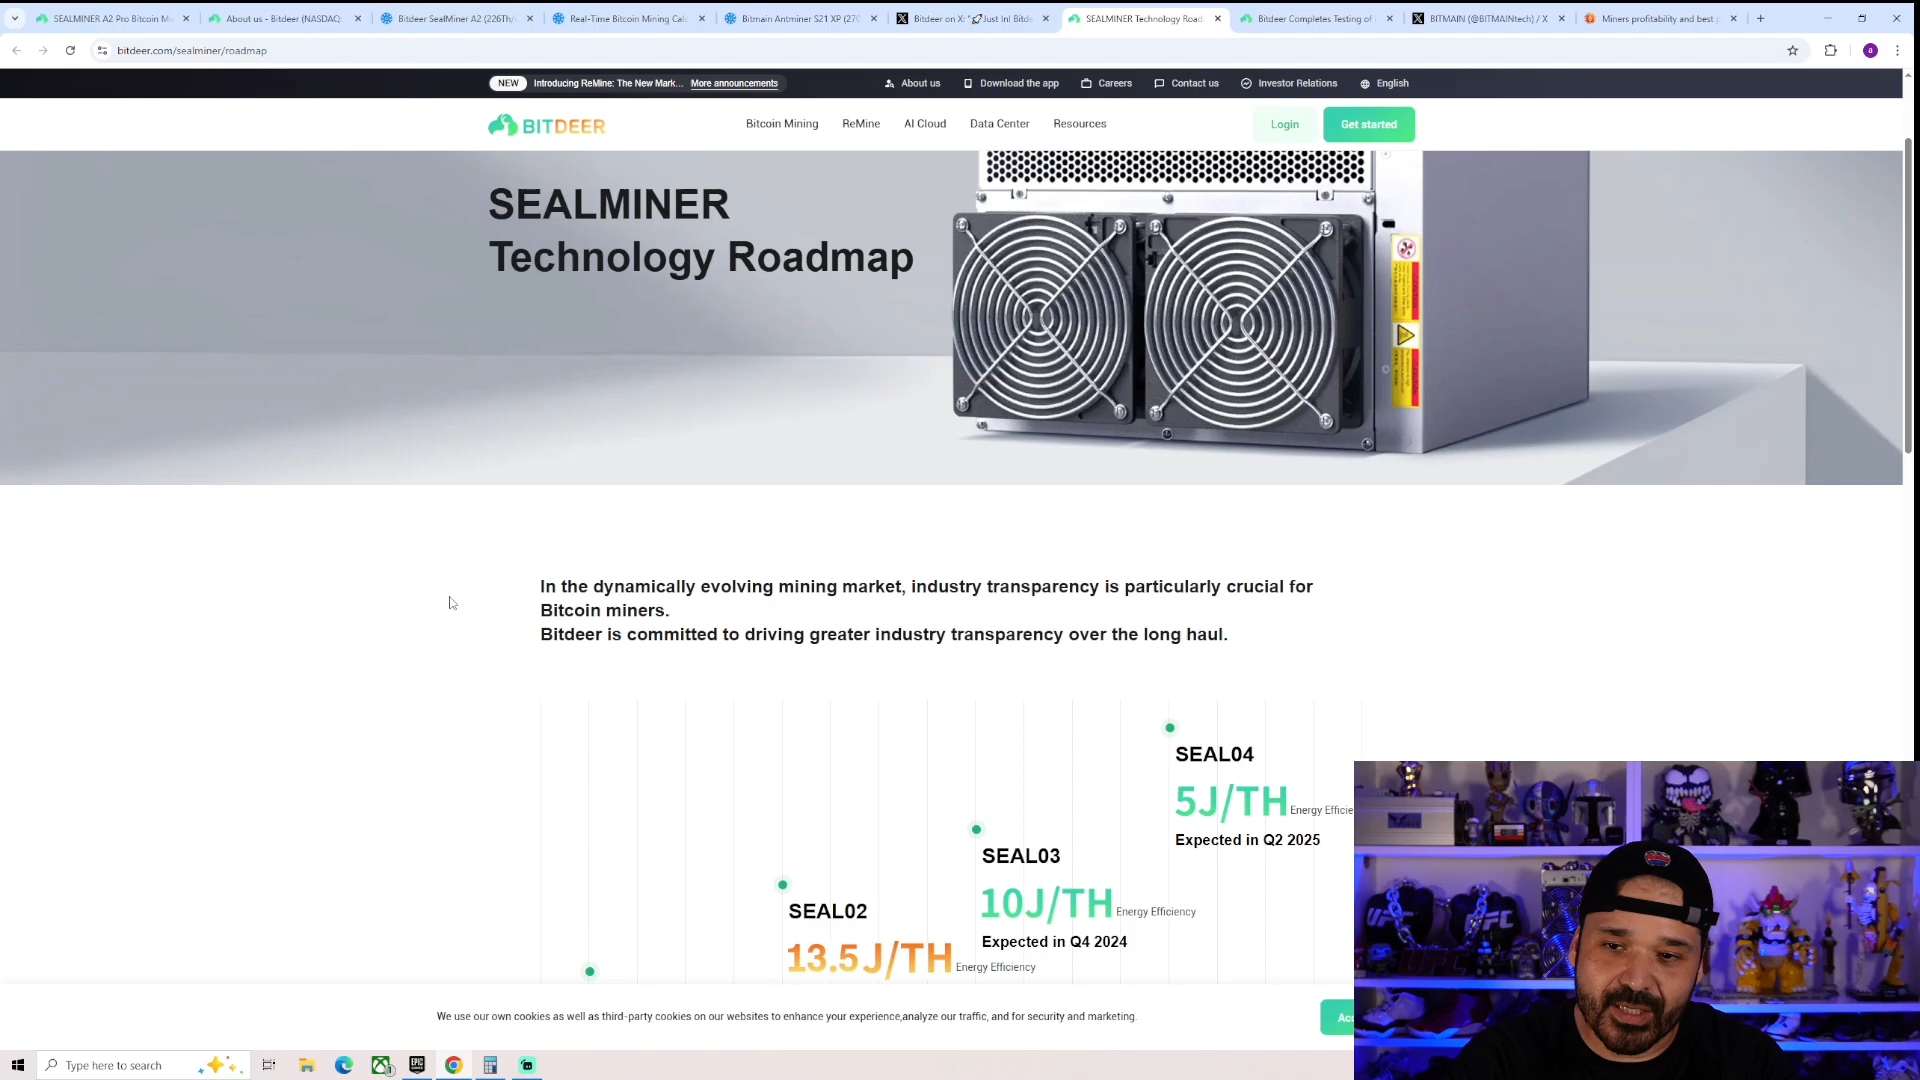 SEALMINER A2 Pro Bitcoin Mi
About us - Bitdeer (NASDAQ:
Bitdeer SealMiner A2 (226Th/s
Real-Time Bitcoin Mining Calc
Bitmain Antminer S21 XP (270
Bitdeer on X: "🚀Just In! Bitde
SEALMINER Technology Road
Bitdeer Completes Testing of
BITMAIN (@BITMAINtech) / X
Miners profitability and best p
bitdeer.com/sealminer/roadmap
a
NEW Introducing ReMine: The New Mark... More announcements
About us Download the app Careers Contact us Investor Relations English
BITDEER
Bitcoin Mining ReMine AI Cloud Data Center Resources
Login Get started
SEALMINER
Technology Roadmap
In the dynamically evolving mining market, industry transparency is particularly crucial for
Bitcoin miners.
Bitdeer is committed to driving greater industry transparency over the long haul.
SEAL04
5J/TH Energy Efficie
Expected in Q2 2025
SEAL03
10J/TH Energy Efficiency
Expected in Q4 2024
SEAL02
13.5J/TH Energy Efficiency
We use our own cookies as well as third-party cookies on our websites to enhance your experience,analyze our traffic, and for security and marketing.
Acc
Type here to search
EPIC
UFC
UFC